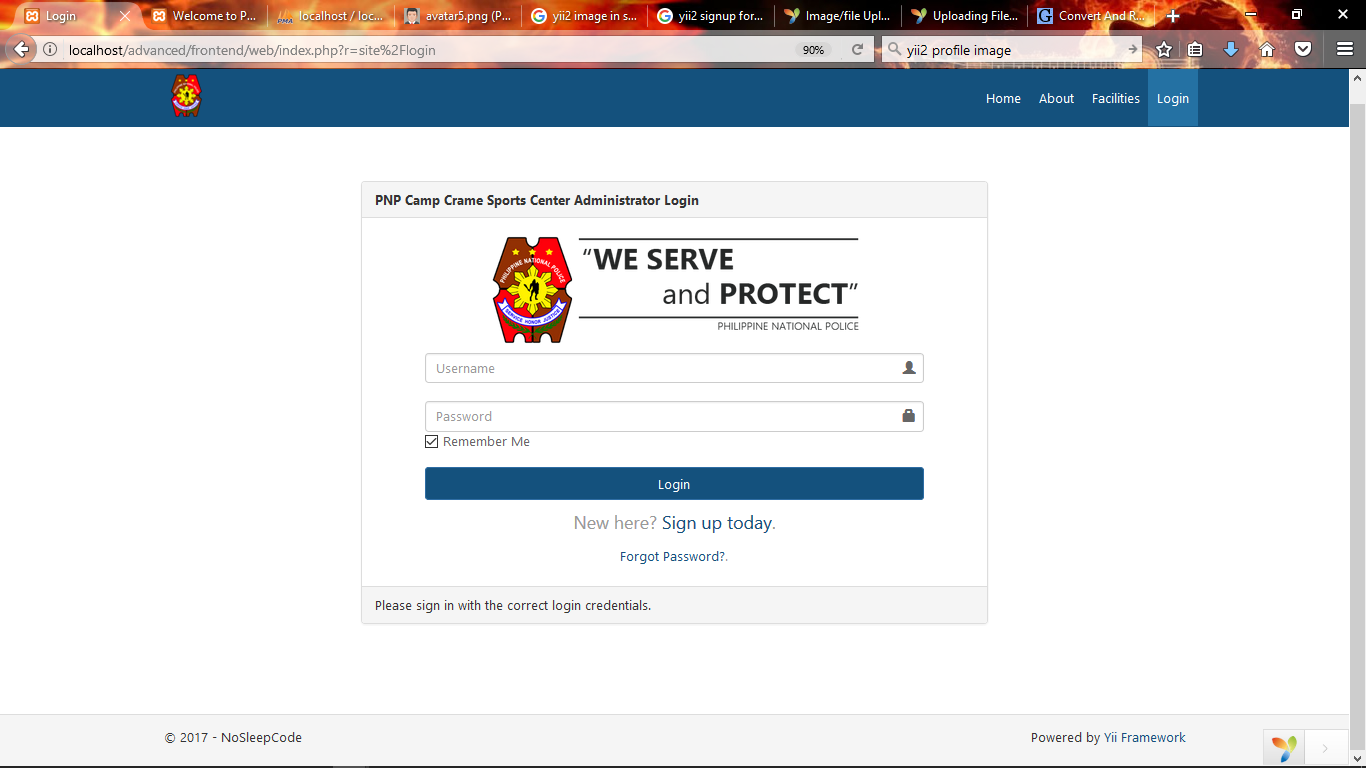 Login
Welcome to P...
PMA localhost / loc...
avatar5.png (P...
yii2 image in s...
yii2 signup for...
Image/file Upl...
Uploading File...
Convert And R...
localhost/advanced/frontend/web/index.php?r=site%2Flogin
90%
yii2 profile image
Home
About
Facilities
Login
PNP Camp Crame Sports Center Administrator Login
PHILIPPINE NATIONAL POLICE
SERVICE HONOR JUSTICE
“WE SERVE
and PROTECT”
PHILIPPINE NATIONAL POLICE
Username
Password
Remember Me
Login
New here? Sign up today.
Forgot Password?.
Please sign in with the correct login credentials.
© 2017 - NoSleepCode
Powered by Yii Framework